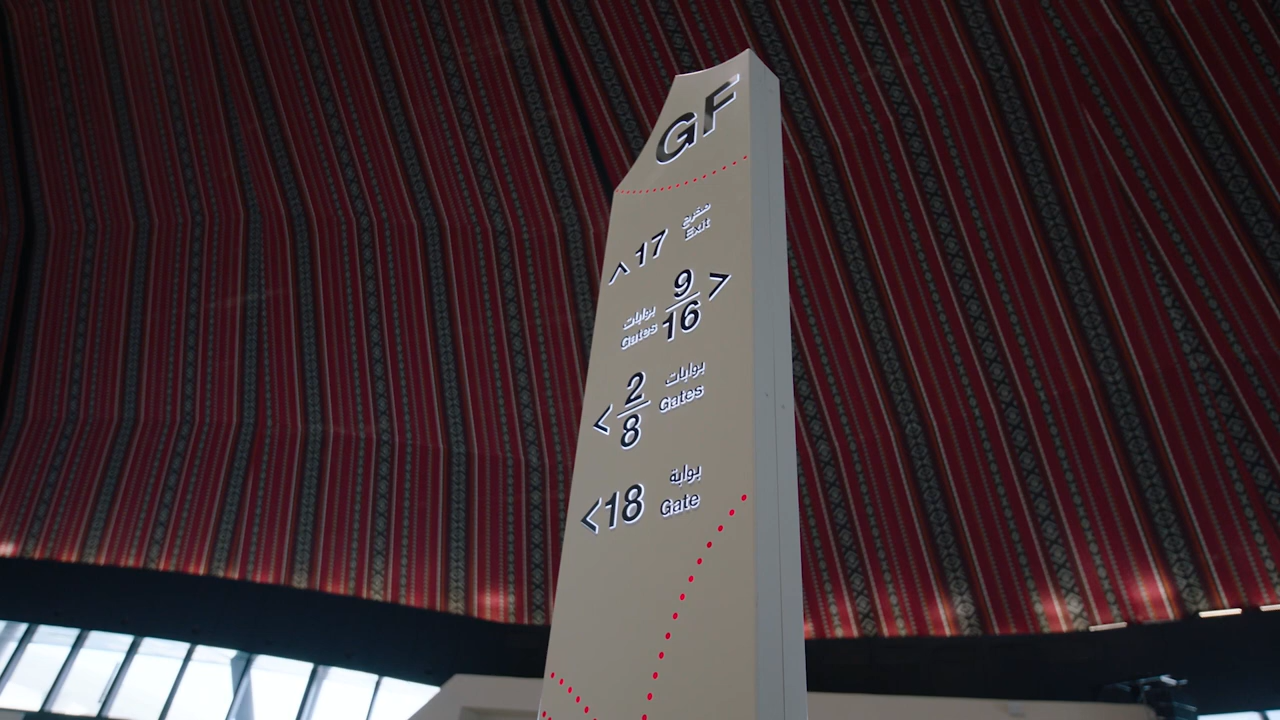 GF
مخرج
Exit
^ 17
9 >
16
بوابات
Gates
< 2
8
بوابات
Gates
بوابة
< 18 Gate